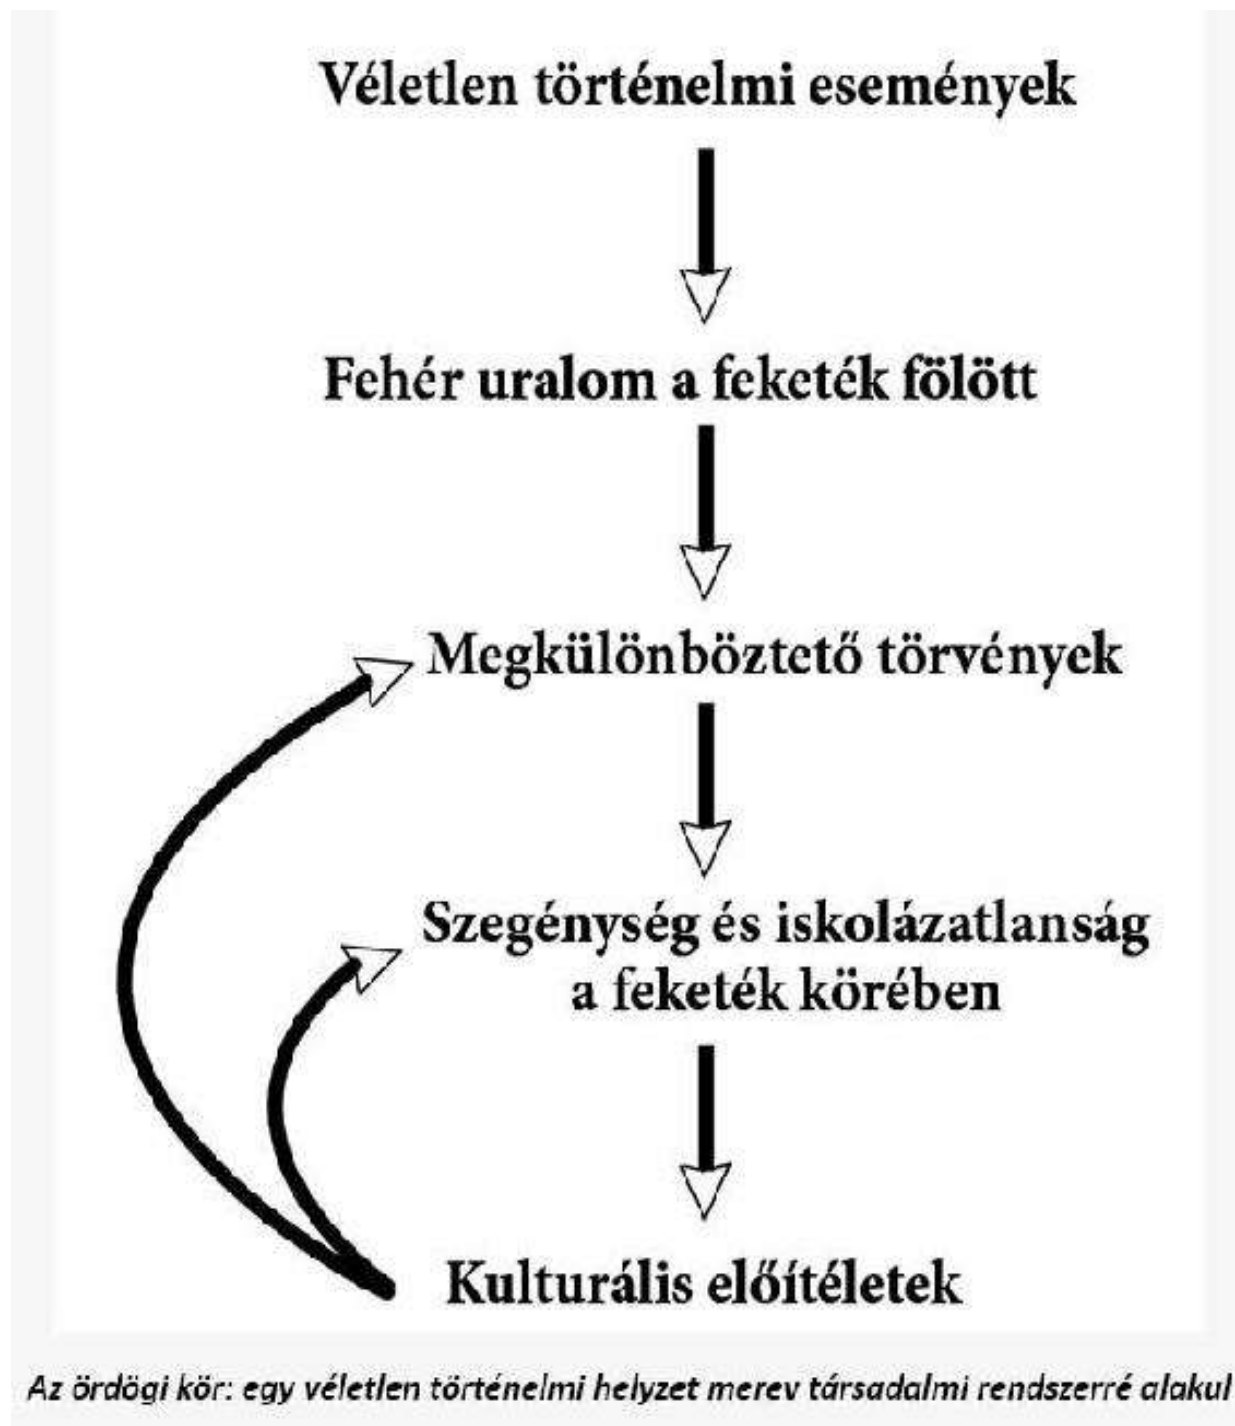 Véletlen történelmi események
Fehér uralom a feketék fölött
Megkülönböztető törvények
Szegénység és iskolázatlanság
a feketék körében
Kulturális előítéletek
Az ördögi kör: egy véletlen történelmi helyzet merev társadalmi rendszerré alakul